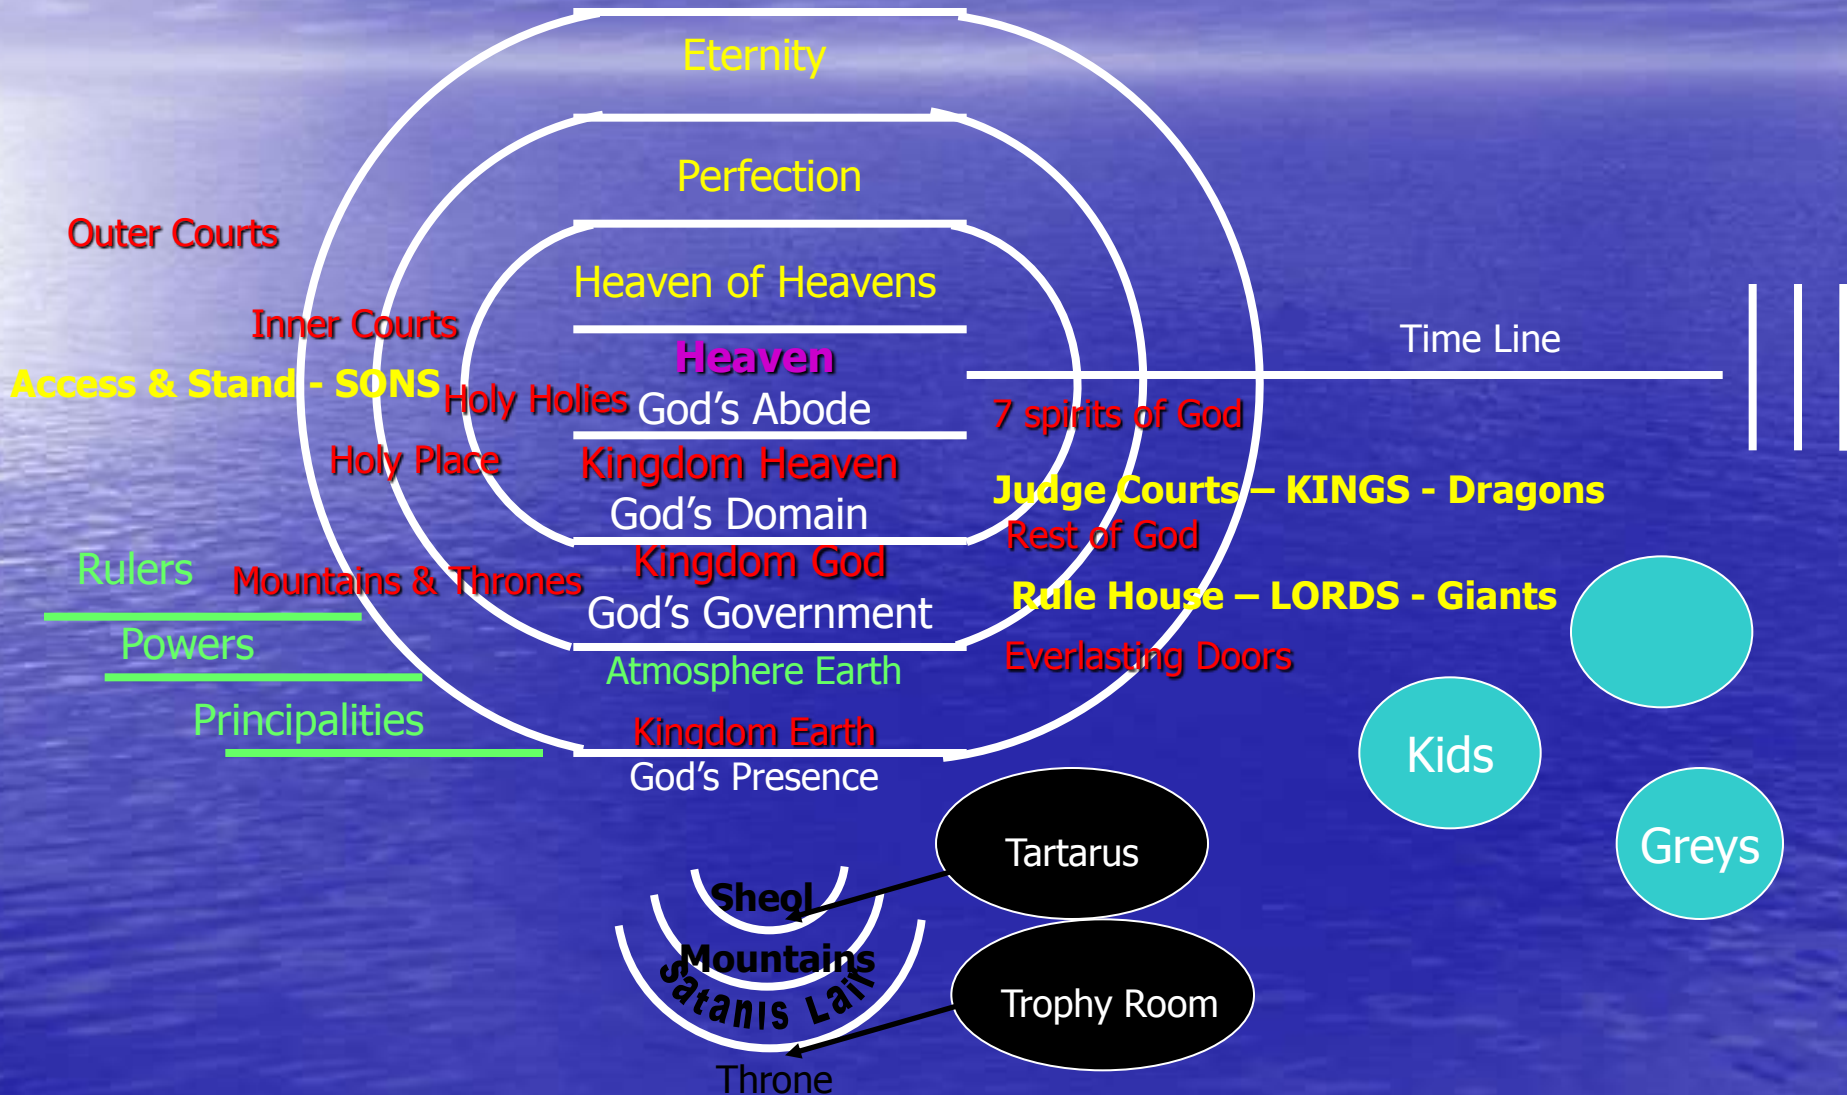 Eternity
Perfection
Outer Courts
Heaven of Heavens
Inner Courts
Time Line
Heaven
Access & Stand - SONS
Holy Holies
God’s Abode
7 spirits of God
Holy Place
Kingdom Heaven
Judge Courts – KINGS - Dragons
God’s Domain
Rest of God
Rulers
Mountains & Thrones
Kingdom God
God’s Government
Rule House – LORDS - Giants
Powers
Atmosphere Earth
Everlasting Doors
Principalities
Kingdom Earth
God’s Presence
Kids
Greys
Tartarus
Sheol
Mountains
Satanis Lair
Trophy Room
Throne